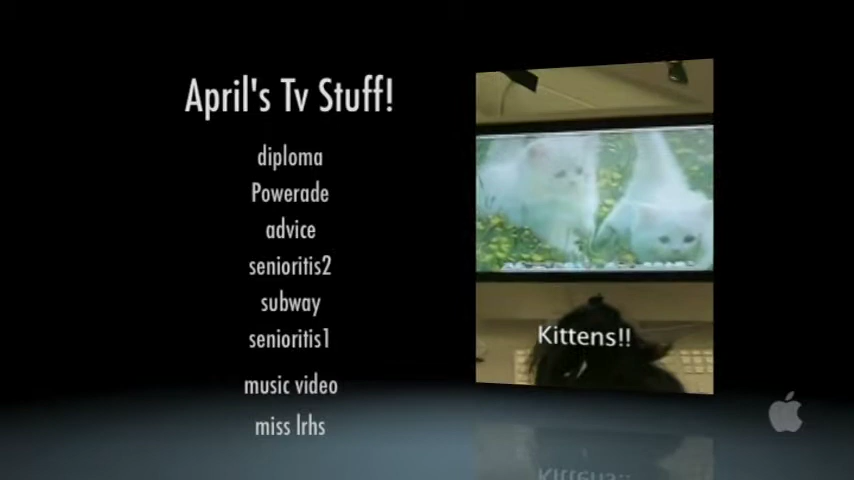 April's Tv Stuff!
diploma
Powerade
advice
senioritis2
subway
senioritis1
music video
miss lrhs
Kittens!!